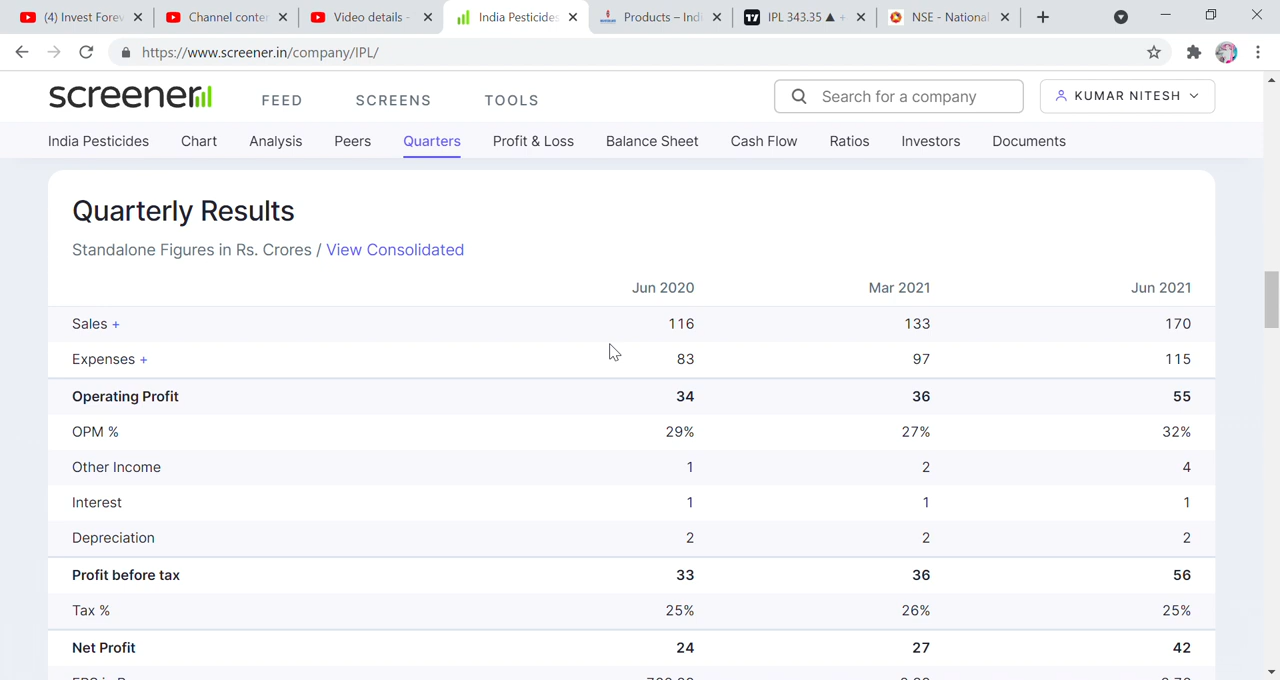 (4) Invest Forev
Channel conten
Video details -
India Pesticides
Products – Indi
IPL 343.35 ▲ +
NSE - National
https://www.screener.in/company/IPL/
screener
FEED
SCREENS
TOOLS
Search for a company
KUMAR NITESH
India Pesticides
Chart
Analysis
Peers
Quarters
Profit & Loss
Balance Sheet
Cash Flow
Ratios
Investors
Documents
Quarterly Results
Standalone Figures in Rs. Crores / View Consolidated
Jun 2020 Mar 2021 Jun 2021
Sales + 116 133 170
Expenses + 83 97 115
Operating Profit 34 36 55
OPM % 29% 27% 32%
Other Income 1 2 4
Interest 1 1 1
Depreciation 2 2 2
Profit before tax 33 36 56
Tax % 25% 26% 25%
Net Profit 24 27 42